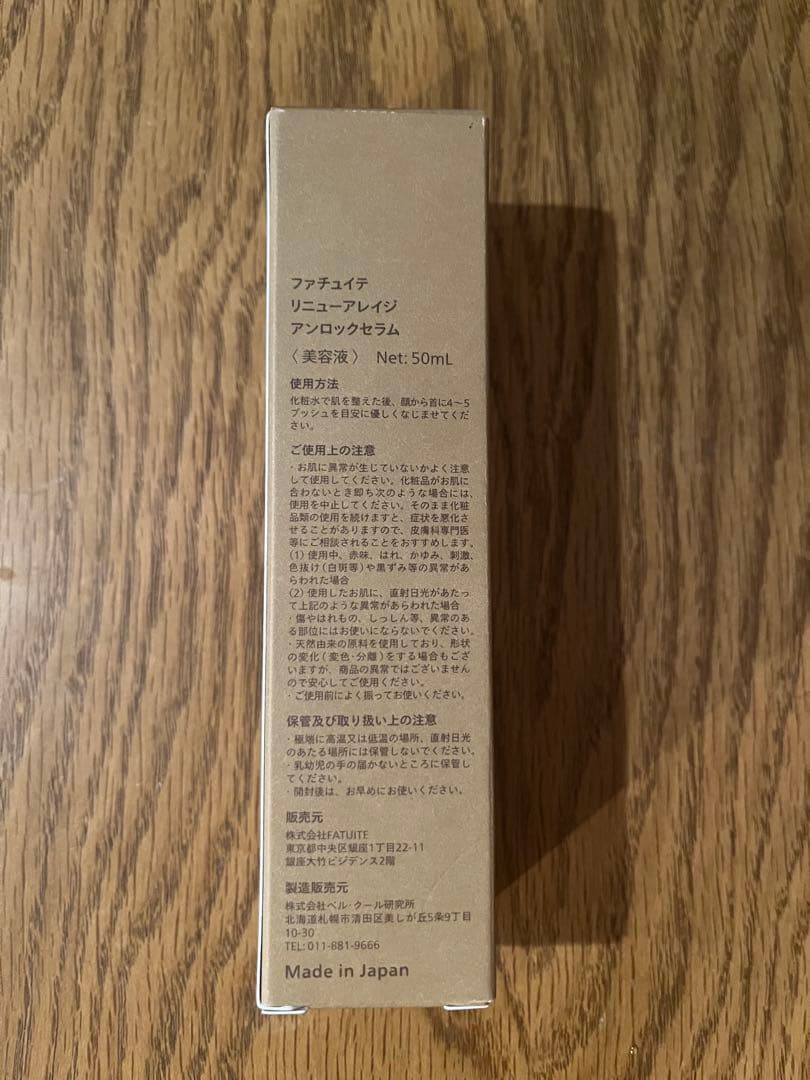 ファチュイテ
リニューアレイジ
アンロックセラム
〈美容液〉 Net: 50mL
使用方法
化粧水で肌を整えた後、顔から首に4〜5
プッシュを目安に優しくなじませてくだ
さい。
ご使用上の注意
・お肌に異常が生じていないかよく注意
して使用してください。化粧品がお肌に
合わないとき即ち次のような場合には、
使用を中止してください。そのまま化粧
品類の使用を続けますと、症状を悪化さ
せることがありますので、皮膚科専門医
等にご相談されることをおすすめします。
(1) 使用中、赤味、はれ、かゆみ、刺激、
色抜け(白斑等)や黒ずみ等の異常があ
らわれた場合
(2) 使用したお肌に、直射日光があたっ
て上記のような異常があらわれた場合
・傷やはれもの、しっしん等、異常のあ
る部位にはお使いにならないでください。
・天然由来の原料を使用しており、形状
の変化(変色・分離)をする場合もござ
いますが、商品の異常ではございません
ので安心してご使用ください。
・ご使用前によく振ってお使いください。
保管及び取り扱い上の注意
・極端に高温又は低温の場所、直射日光
のあたる場所には保管しないでください。
・乳幼児の手の届かないところに保管し
てください。
・開封後は、お早めにお使いください。
販売元
株式会社FATUITE
東京都中央区銀座1丁目22-11
銀座大竹ビジデンス2階
製造販売元
株式会社ベル・クール研究所
北海道札幌市清田区美しが丘5条9丁目
10-30
TEL: 011-881-9666
Made in Japan